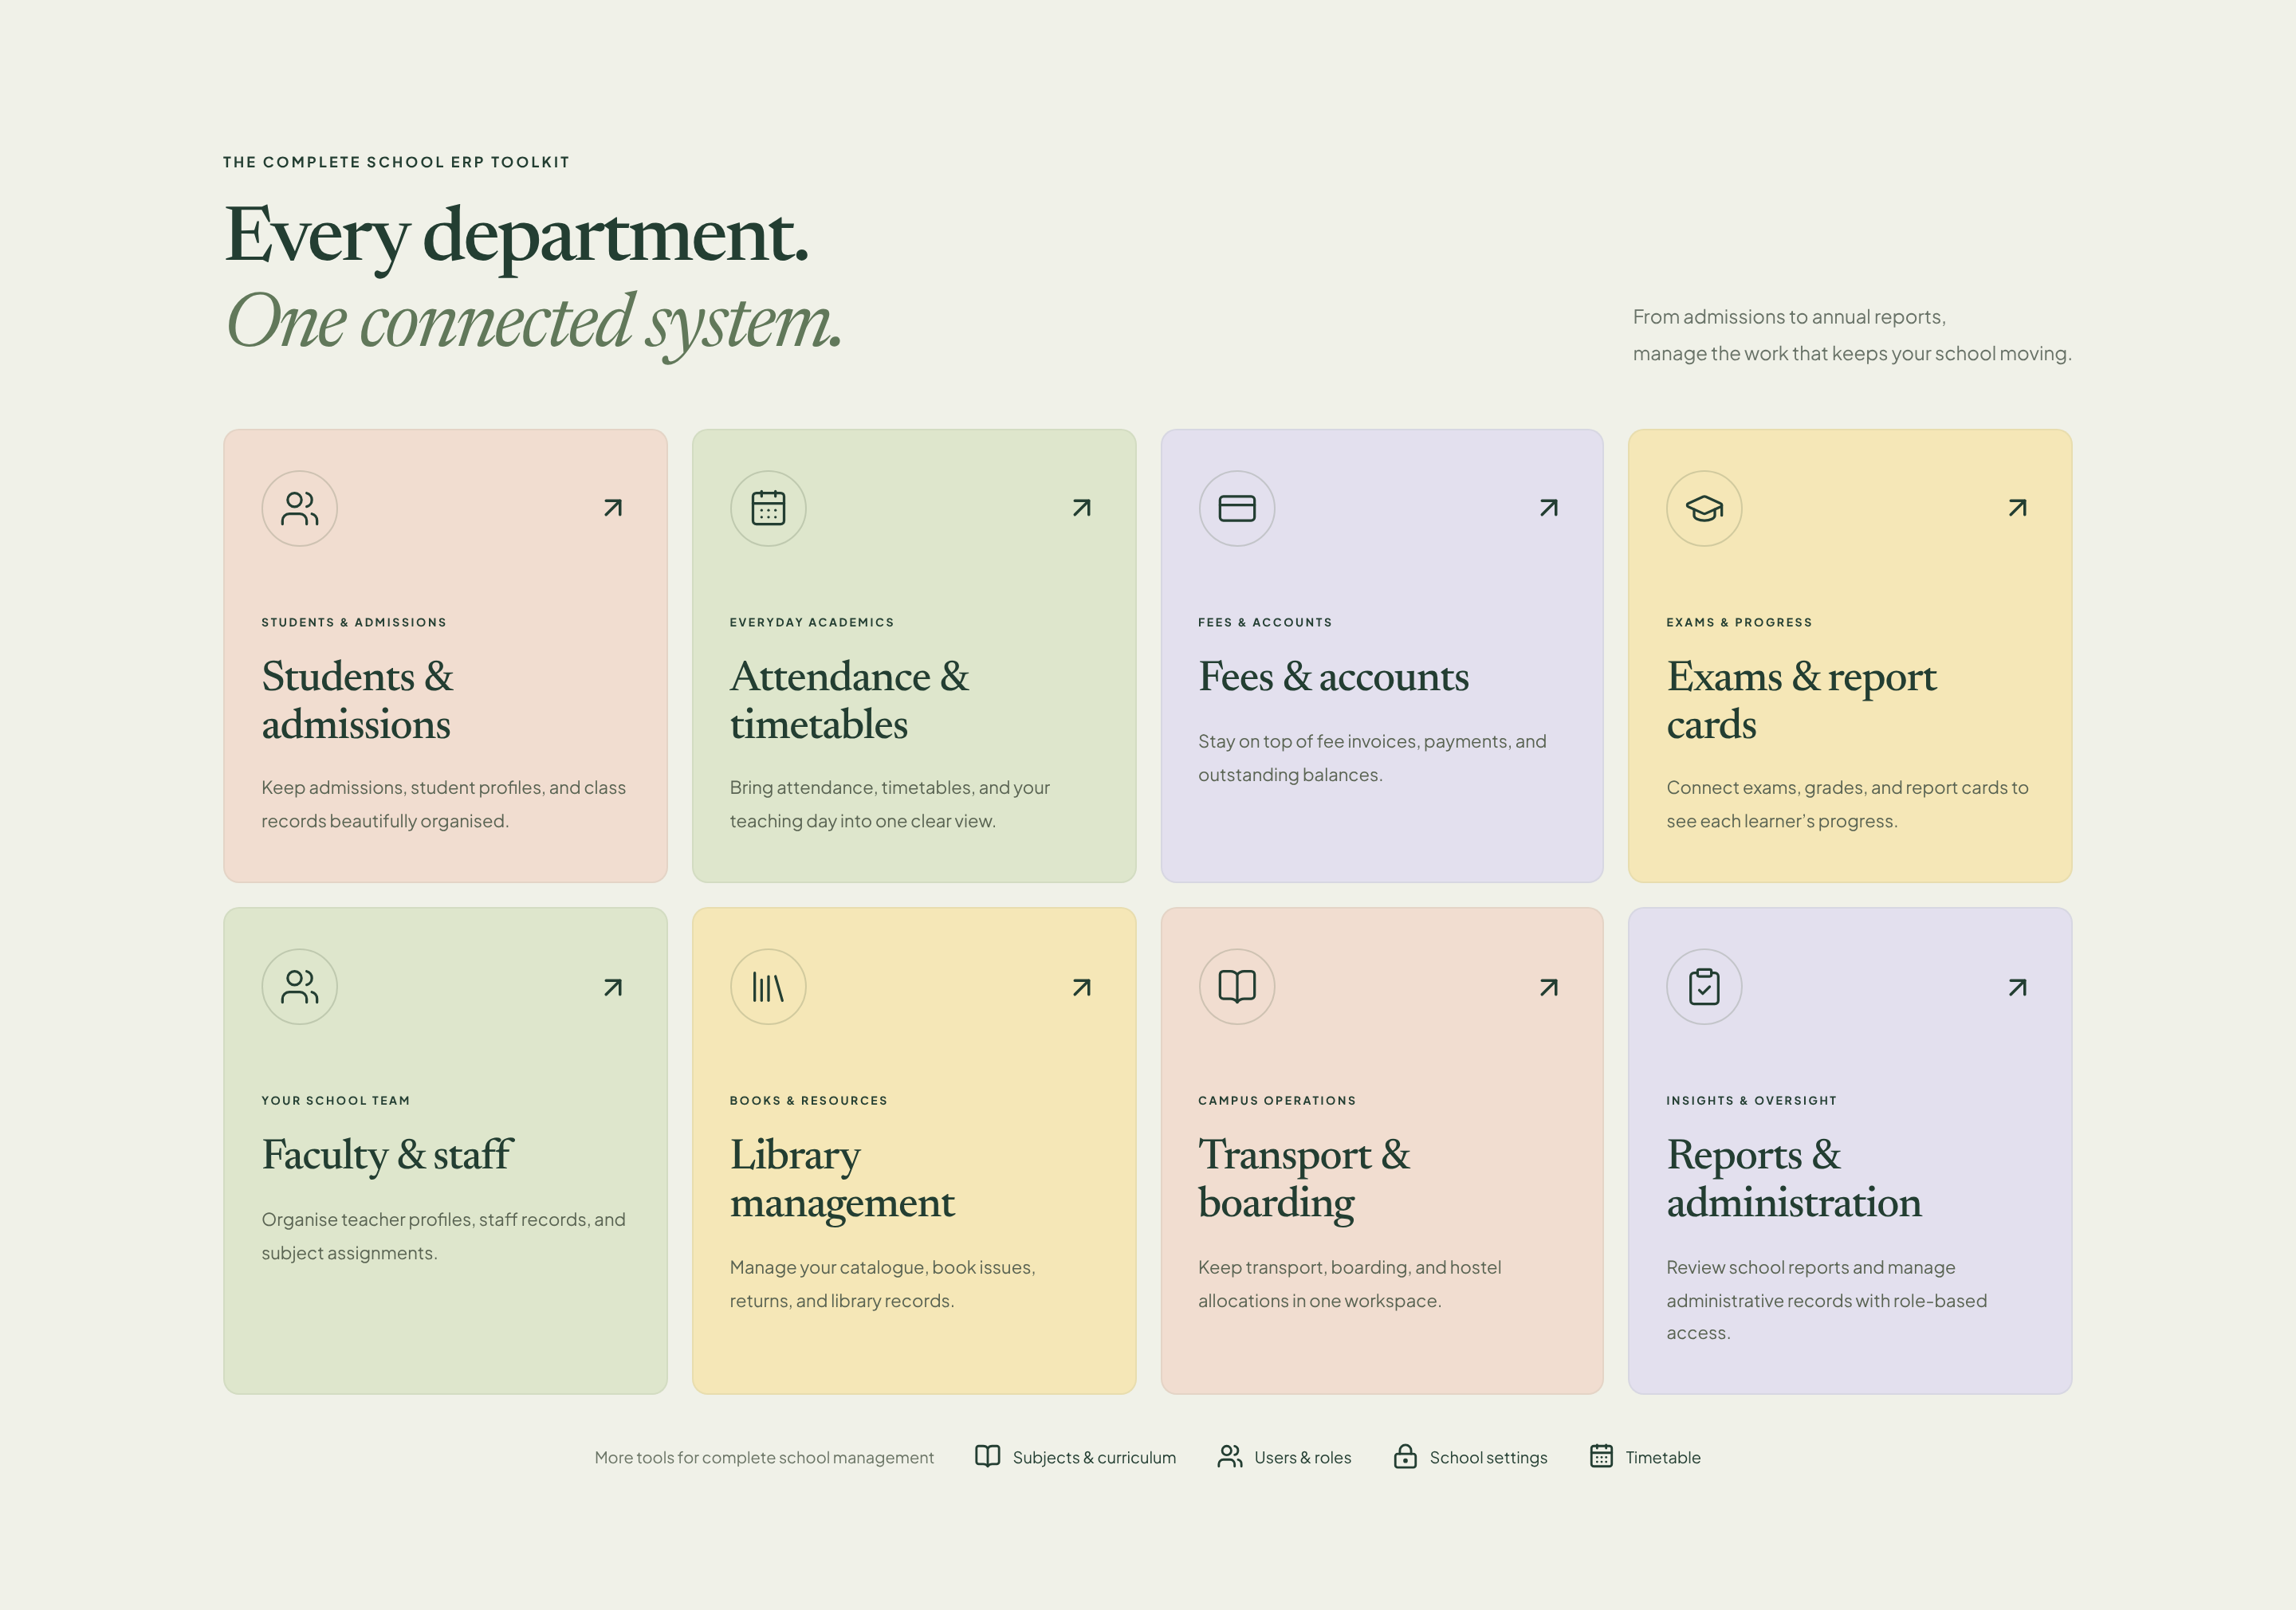 THE COMPLETE SCHOOL ERP TOOLKIT
Every department.
One connected system.
From admissions to annual reports,
manage the work that keeps your school moving.
STUDENTS & ADMISSIONS
Students &
admissions
Keep admissions, student profiles, and class
records beautifully organised.
EVERYDAY ACADEMICS
Attendance &
timetables
Bring attendance, timetables, and your
teaching day into one clear view.
FEES & ACCOUNTS
Fees & accounts
Stay on top of fee invoices, payments, and
outstanding balances.
EXAMS & PROGRESS
Exams & report
cards
Connect exams, grades, and report cards to
see each learner’s progress.
YOUR SCHOOL TEAM
Faculty & staff
Organise teacher profiles, staff records, and
subject assignments.
BOOKS & RESOURCES
Library
management
Manage your catalogue, book issues,
returns, and library records.
CAMPUS OPERATIONS
Transport &
boarding
Keep transport, boarding, and hostel
allocations in one workspace.
INSIGHTS & OVERSIGHT
Reports &
administration
Review school reports and manage
administrative records with role-based
access.
More tools for complete school management
Subjects & curriculum
Users & roles
School settings
Timetable